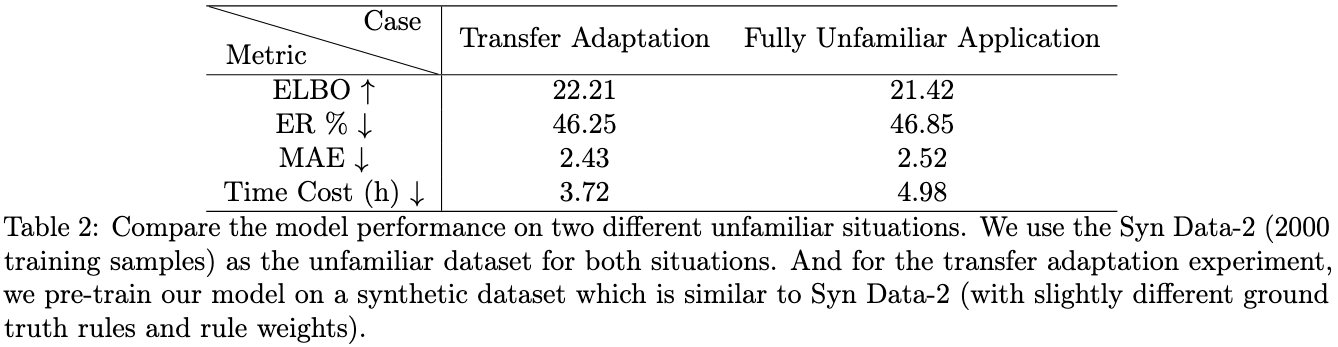 Case
Metric
Transfer Adaptation Fully Unfamiliar Application
ELBO ↑ 22.21 21.42
ER % ↓ 46.25 46.85
MAE ↓ 2.43 2.52
Time Cost (h) ↓ 3.72 4.98
Table 2: Compare the model performance on two different unfamiliar situations. We use the Syn Data-2 (2000
training samples) as the unfamiliar dataset for both situations. And for the transfer adaptation experiment,
we pre-train our model on a synthetic dataset which is similar to Syn Data-2 (with slightly different ground
truth rules and rule weights).